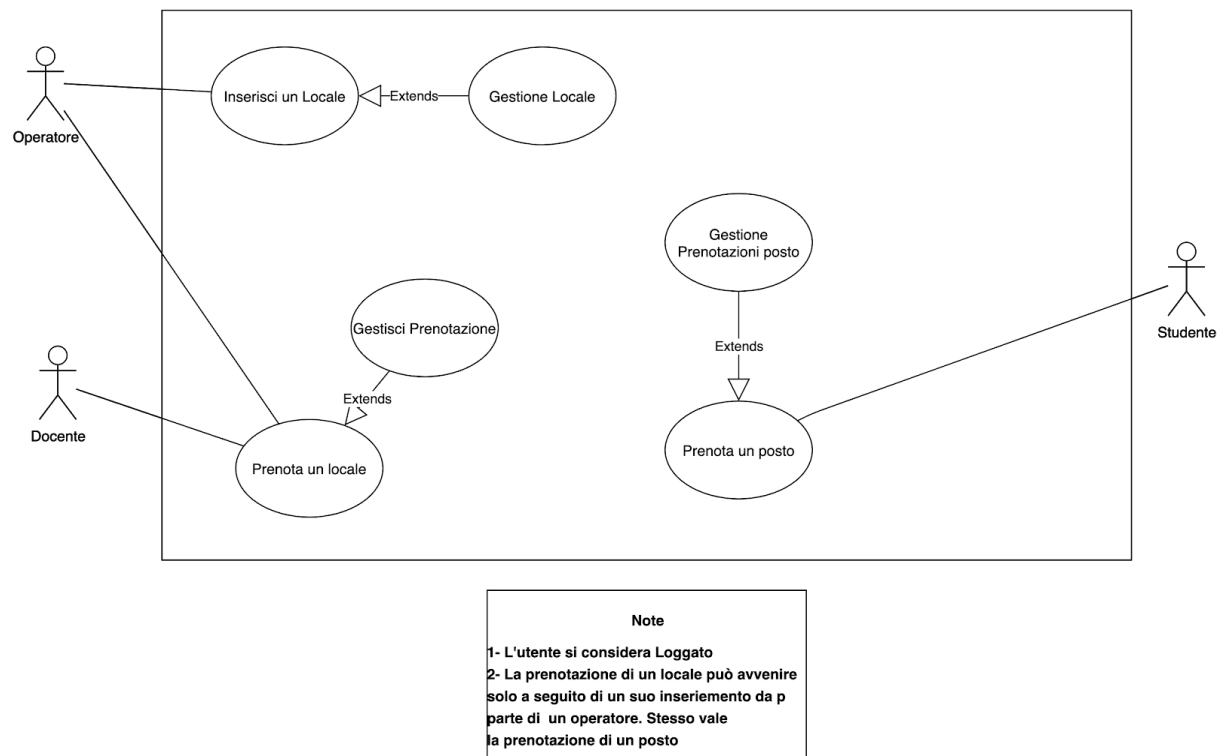 Operatore
Inserisci un Locale
Extends
Gestione Locale
Gestione
Prenotazioni posto
Studente
Gestisci Prenotazione
Extends
Extends
Docente
Prenota un locale
Prenota un posto
Note
1- L'utente si considera Loggato
2- La prenotazione di un locale può avvenire
solo a seguito di un suo inseriemento da p
parte di un operatore. Stesso vale
la prenotazione di un posto